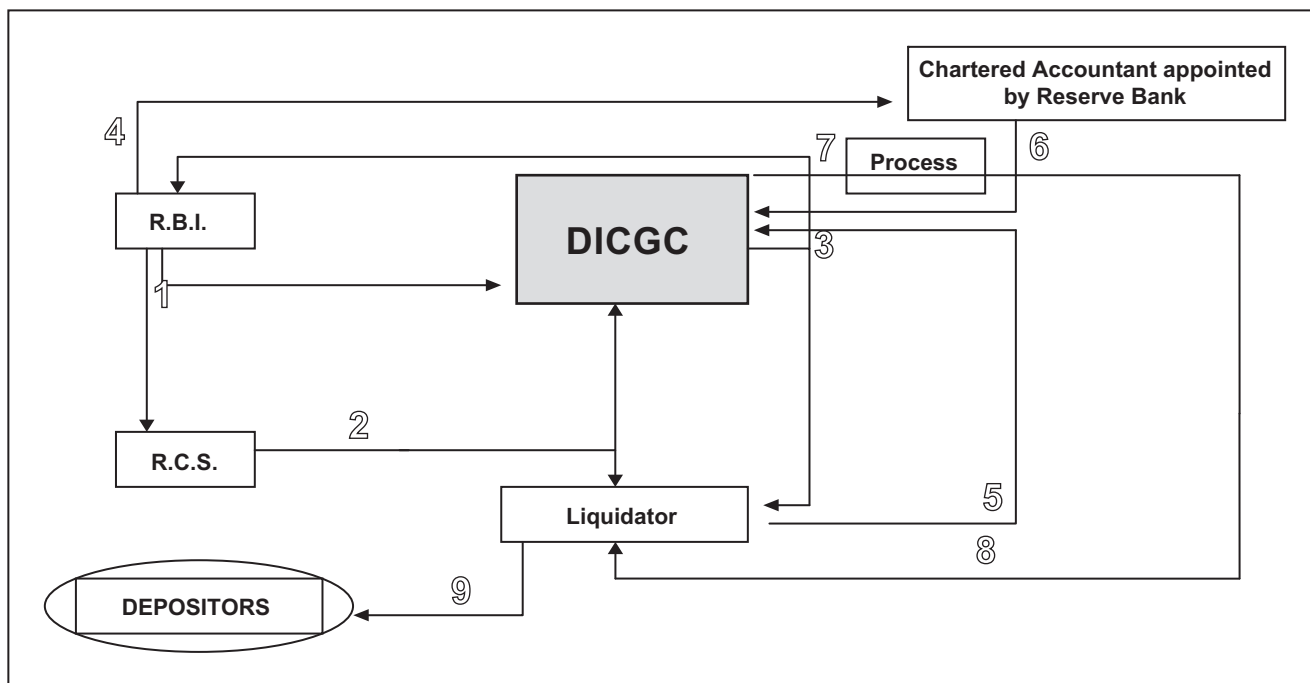 Chartered Accountant appointed
by Reserve Bank
4
7
6
Process
R.B.I.
DICGC
3
1
2
R.C.S.
5
Liquidator
8
9
DEPOSITORS